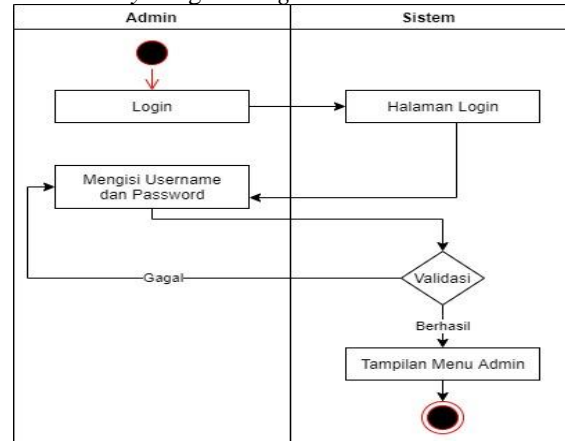 Admin
Sistem
Login
Halaman Login
Mengisi Username
dan Password
Gagal
Validasi
Berhasil
Tampilan Menu Admin